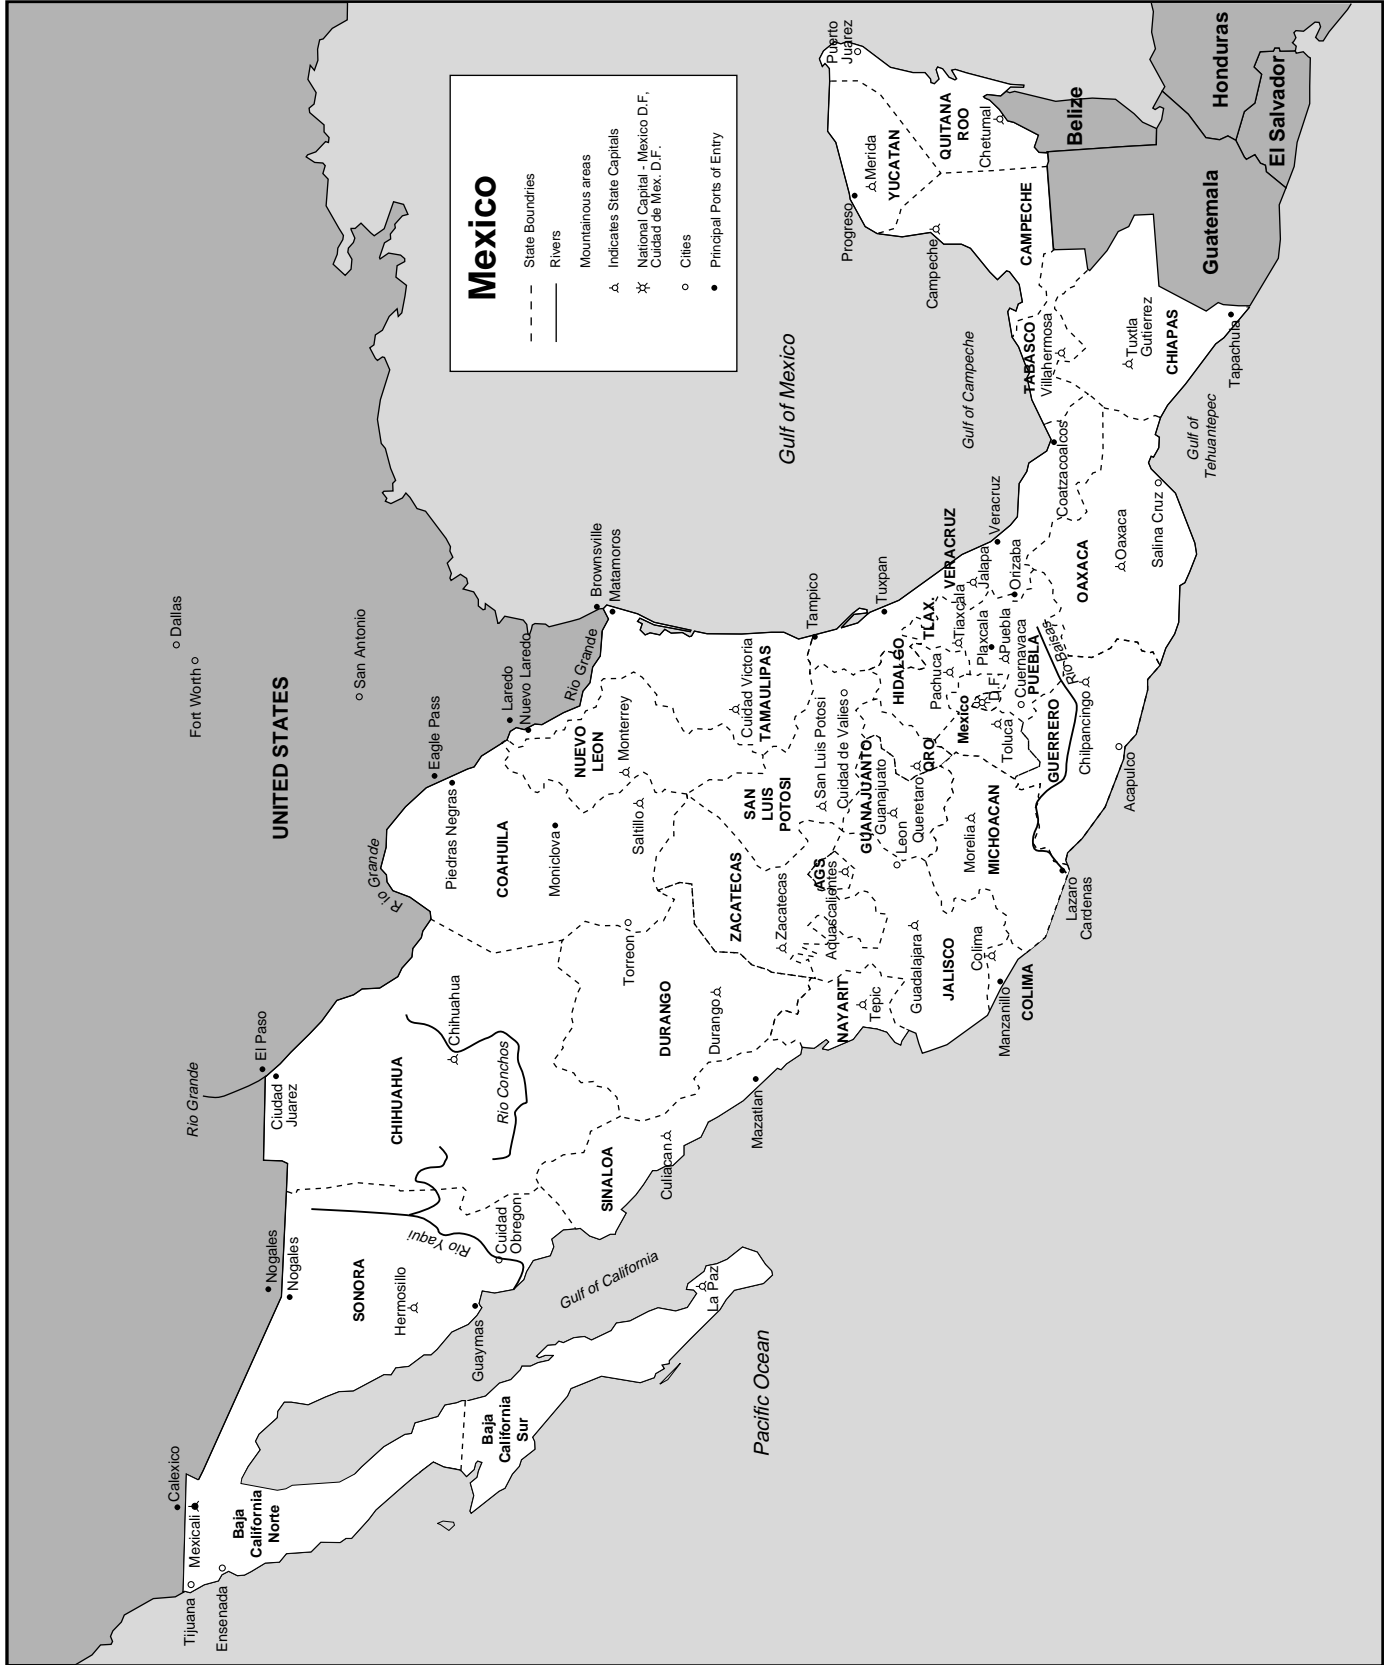 Mexico
State Boundries
Rivers
Mountainous areas
Indicates State Capitals
National Capital - Mexico D.F,
Cuidad de Mex. D.F.
Cities
Principal Ports of Entry
UNITED STATES
Dallas
Fort Worth
San Antonio
Calexico
Tijuana
Mexicali
Ensenada
Baja
California
Norte
Baja
California
Sur
La Paz
Nogales
Nogales
SONORA
Hermosillo
Guaymas
Rio Yaqui
Cuidad
Obregon
Gulf of California
Pacific Ocean
Rio Grande
El Paso
Ciudad
Juarez
CHIHUAHUA
Chihuahua
Rio Conchos
SINALOA
Culiacan
Mazatlan
DURANGO
Durango
Torreon
Rio Grande
Eagle Pass
Piedras Negras
COAHUILA
Moniclova
Saltillo
Laredo
Nuevo Laredo
Rio Grande
NUEVO
LEON
Monterrey
Brownsville
Matamoros
Cuidad Victoria
TAMAULIPAS
Tampico
ZACATECAS
Zacatecas
SAN
LUIS
POTOSI
San Luis Potosi
Cuidad de Valies
AGS
Aquascalientes
NAYARIT
Tepic
Guadalajara
JALISCO
Colima
Manzanillo
COLIMA
GUANAJUANTO
Guanajuato
Leon
Queretaro
QRO
Morelia
MICHOACAN
Lazaro
Cardenas
HIDALGO
Pachuca
Mexico
D.F.
Toluca
TLAX.
Tiaxcala
Plaxcala
Puebla
Cuernavaca
PUEBLA
Rio Balsas
GUERRERO
Chilpancingo
Acapulco
Tuxpan
VERACRUZ
Jalapa
Veracruz
Orizaba
OAXACA
Oaxaca
Salina Cruz
Coatzacoalcos
Gulf of Mexico
Gulf of Campeche
Gulf of
Tehuantepec
TABASCO
Villahermosa
Tuxtla
Gutierrez
CHIAPAS
Tapachula
CAMPECHE
Campeche
Progreso
Merida
YUCATAN
Puerto
Juarez
QUITANA
ROO
Chetumal
Belize
Guatemala
Honduras
El Salvador